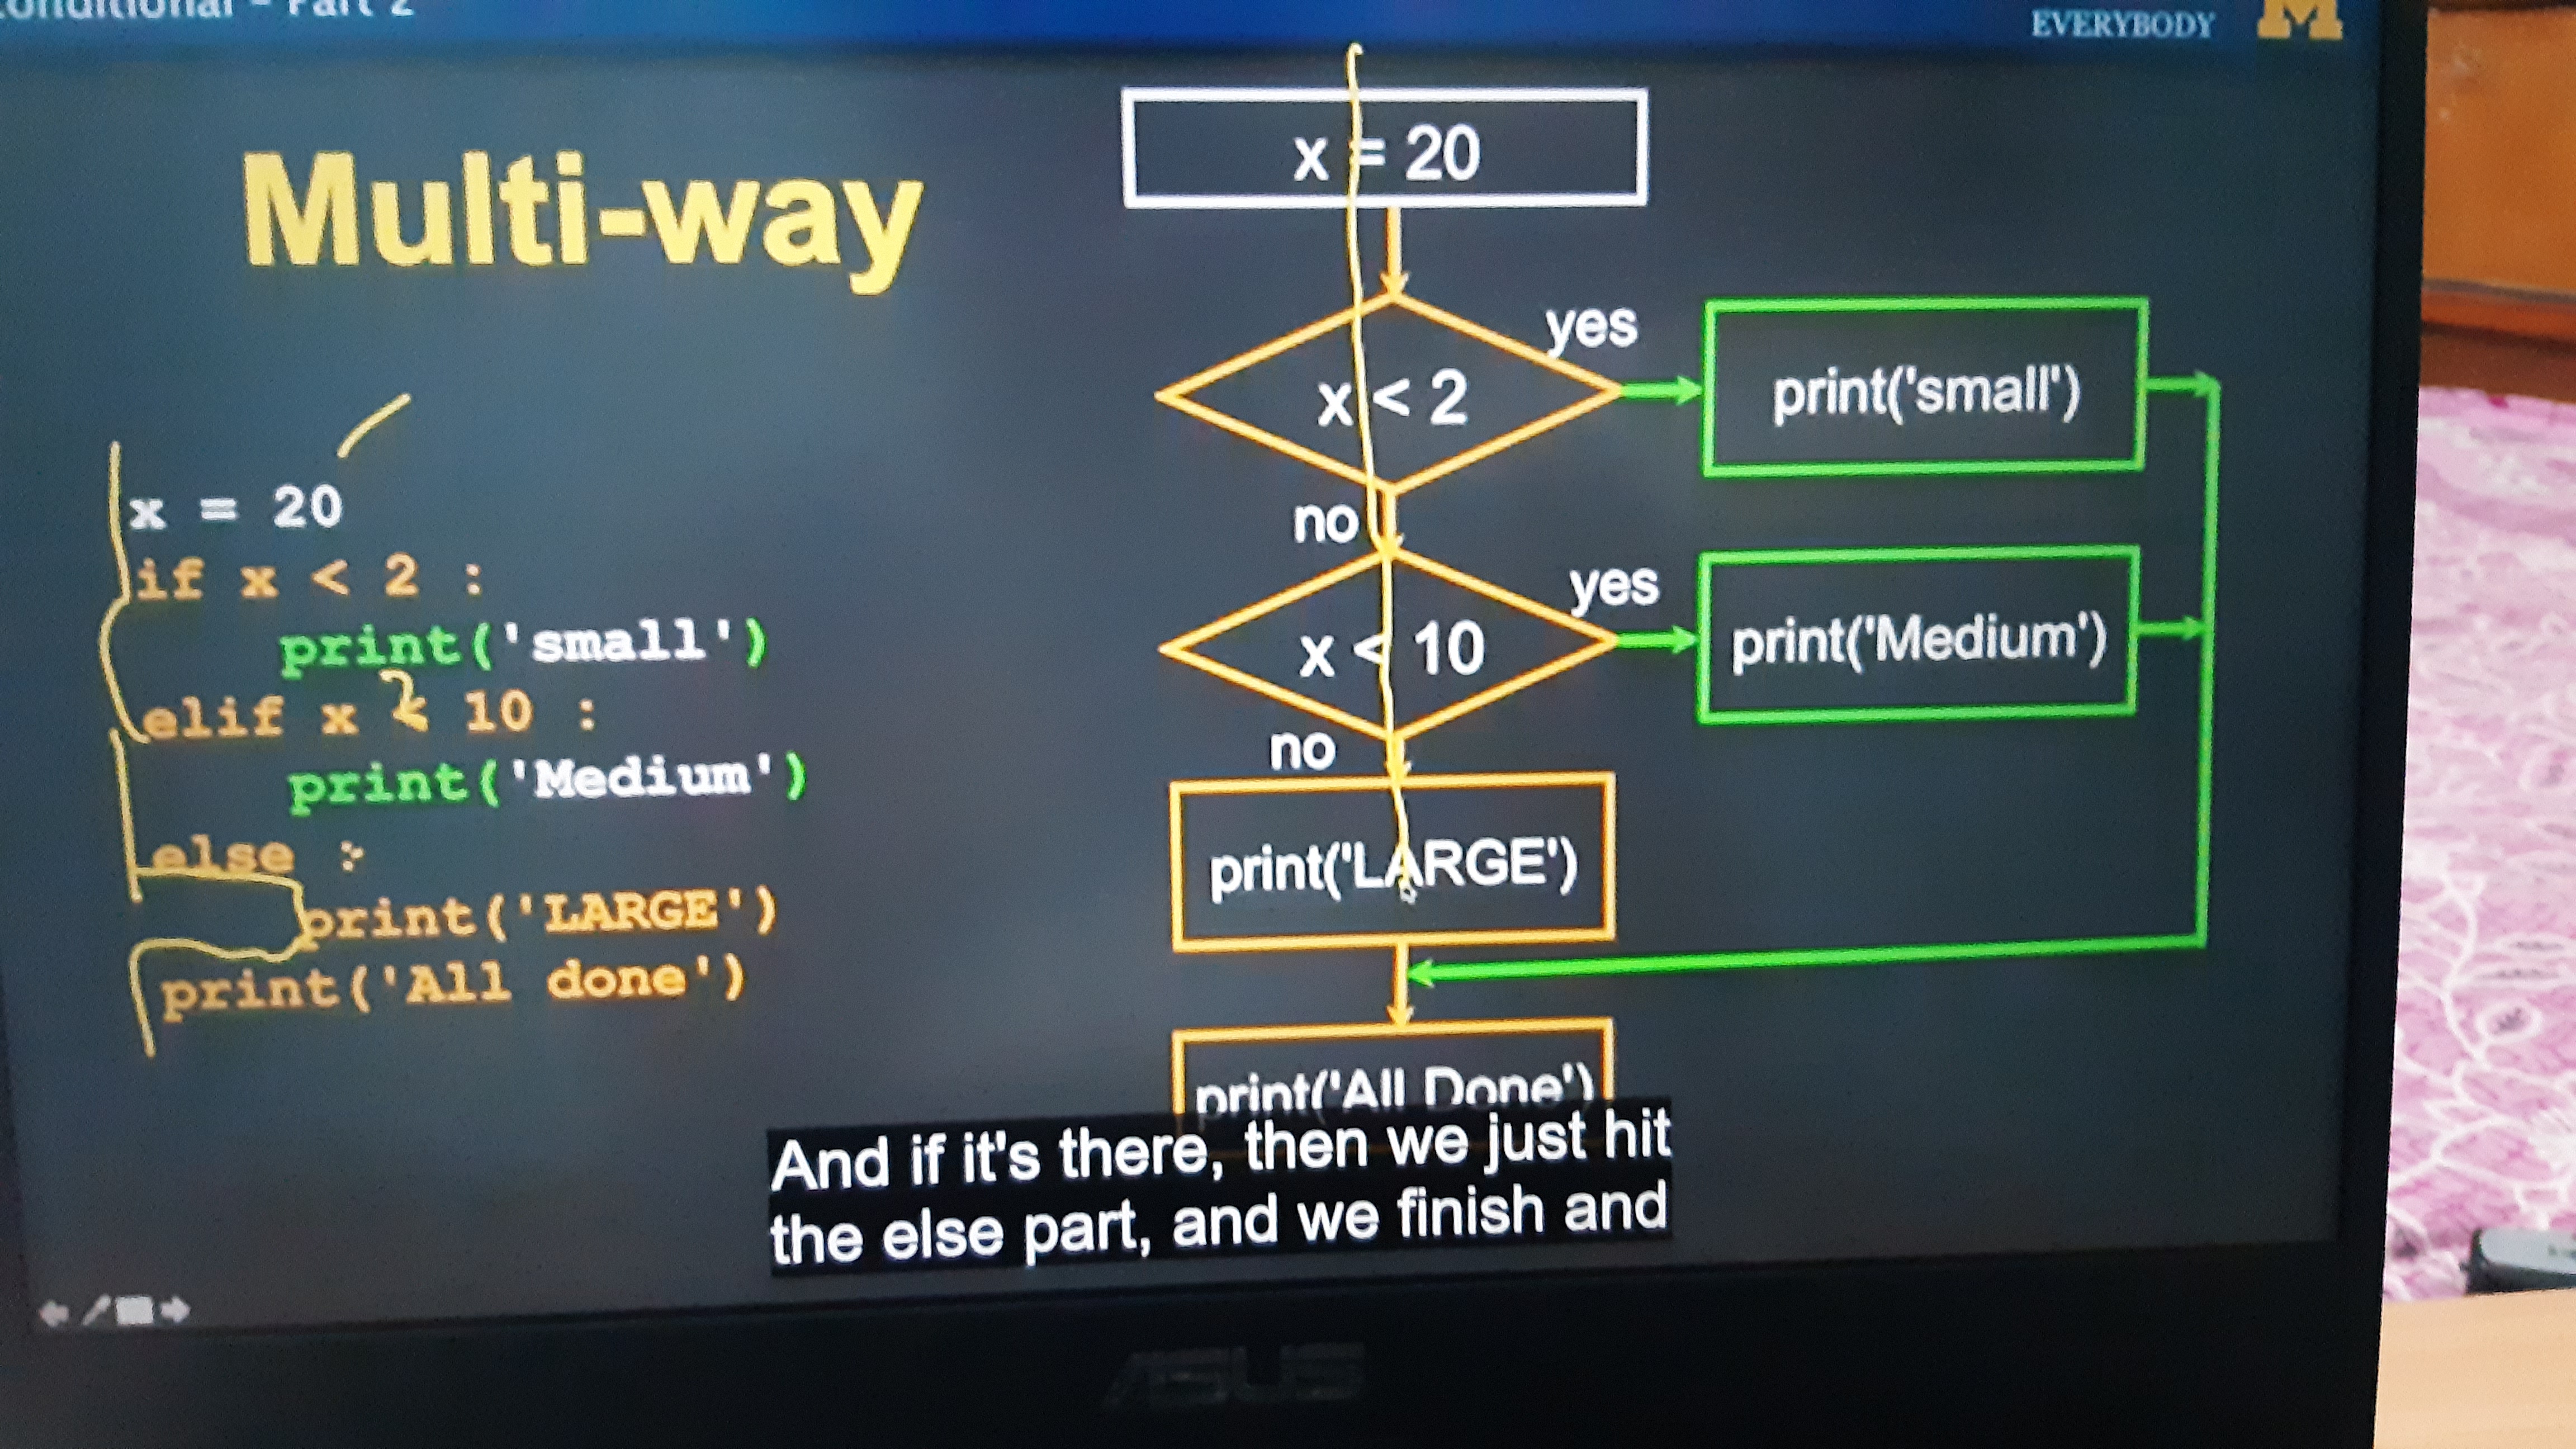 onditional - Part 2
EVERYBODY
M
Multi-way
x = 20
if x < 2 :
print('small')
elif x < 10 :
print('Medium')
else :
print('LARGE')
print('All done')
x = 20
x < 2
yes
print('small')
no
x < 10
yes
print('Medium')
no
print('LARGE')
print('All Done')
And if it's there, then we just hit
the else part, and we finish and
ASUS